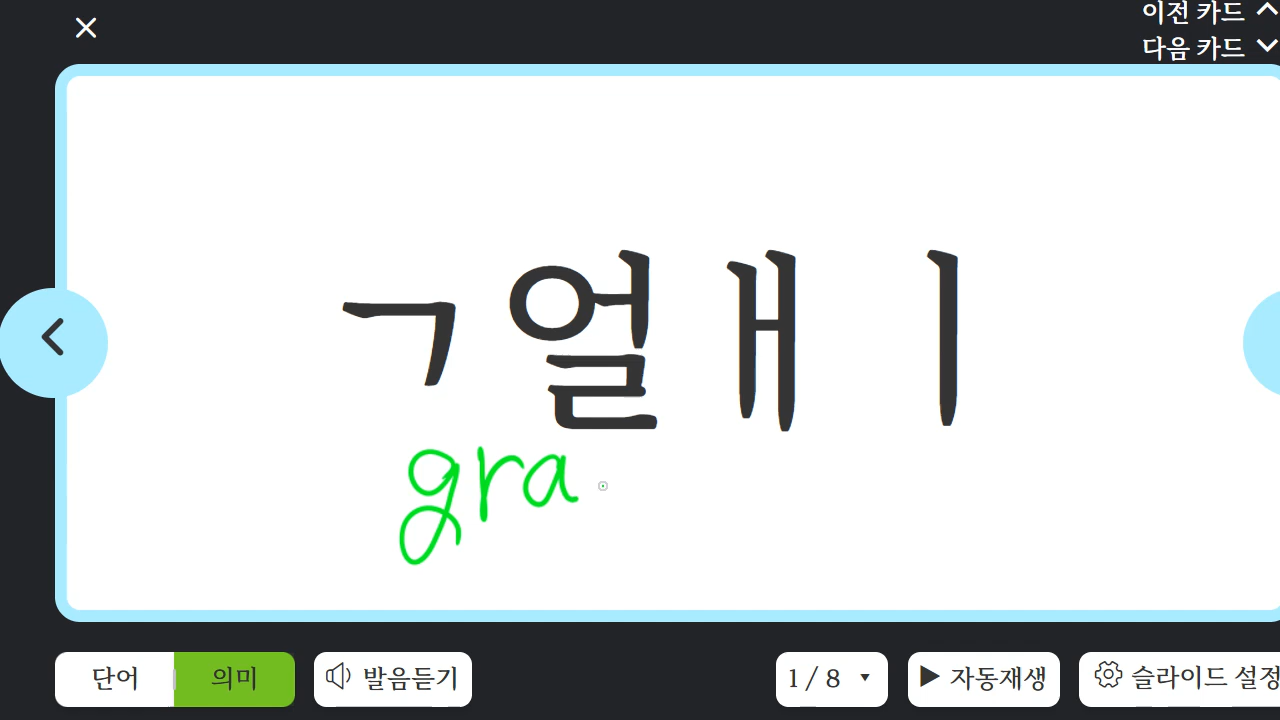 이전 카드
다음 카드
ㄱ얼ㅐㅣ
gra
단어 의미 발음듣기 1 / 8 자동재생 슬라이드 설정